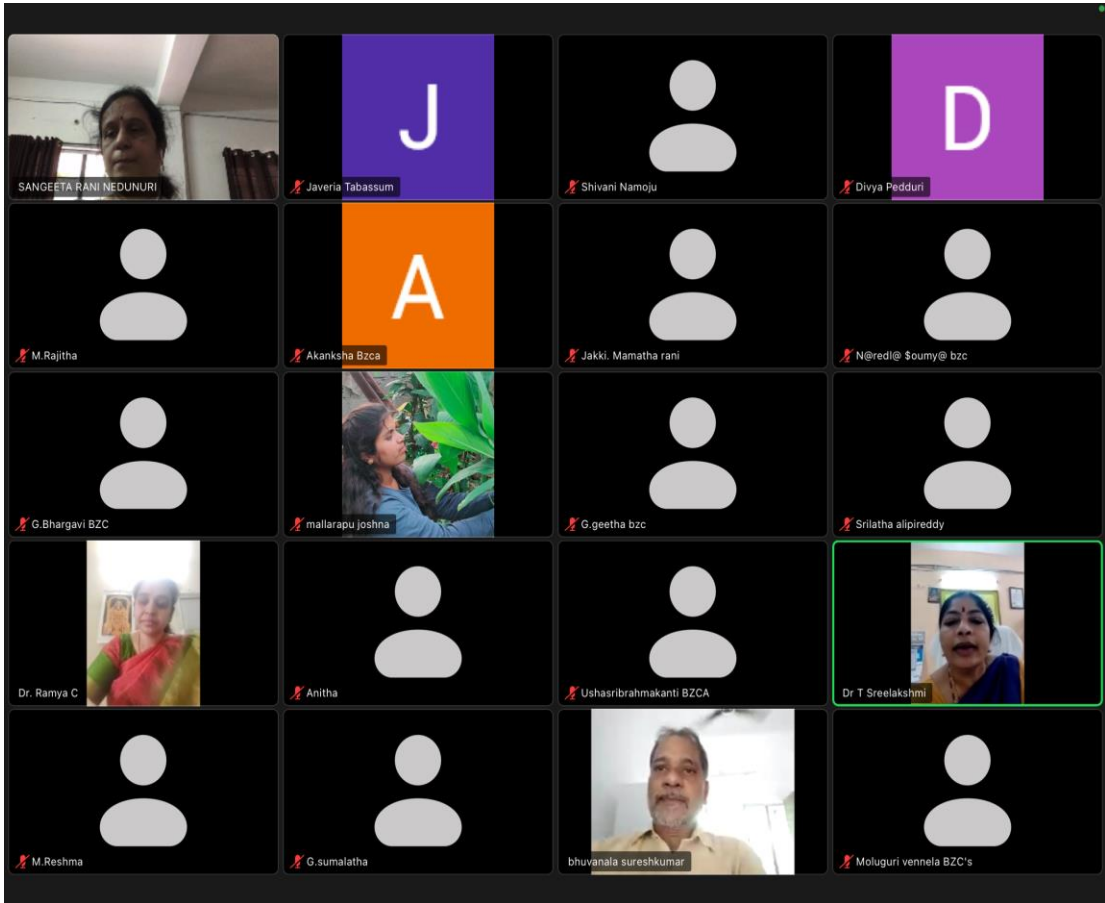 SANGEETA RANI NEDUNURI
J
Javeria Tabassum
Shivani Namoju
D
Divya Pedduri
M.Rajitha
A
Akanksha Bzca
Jakki. Mamatha rani
N@redl@ $oumy@ bzc
G.Bhargavi BZC
mallarapu joshna
G.geetha bzc
Srilatha alipireddy
Dr. Ramya C
Anitha
Ushasribrahmakanti BZCA
Dr T Sreelakshmi
M.Reshma
G.sumalatha
bhuvanala sureshkumar
Moluguri vennela BZC's